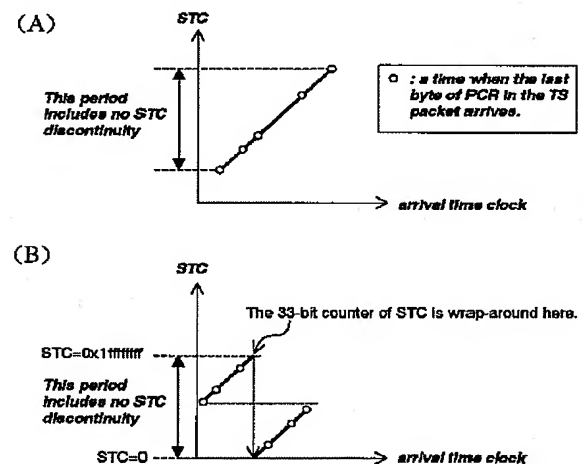 (A)
STC
This period
includes no STC
discontinuity
o : a time when the last
byte of PCR in the TS
packet arrives.
arrival time clock
(B)
STC
The 33-bit counter of STC is wrap-around here.
STC=0x1ffffffff
This period
includes no STC
discontinuity
STC=0
arrival time clock